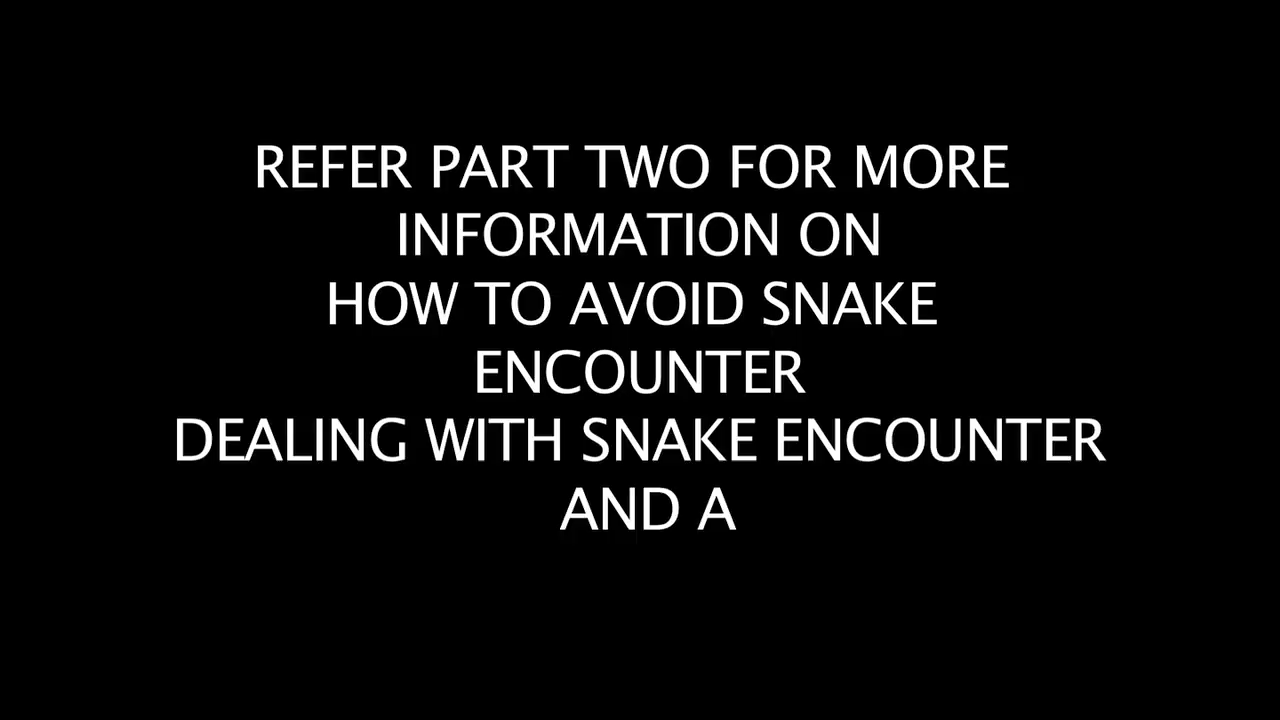 REFER PART TWO FOR MORE
INFORMATION ON
HOW TO AVOID SNAKE
ENCOUNTER
DEALING WITH SNAKE ENCOUNTER
AND A